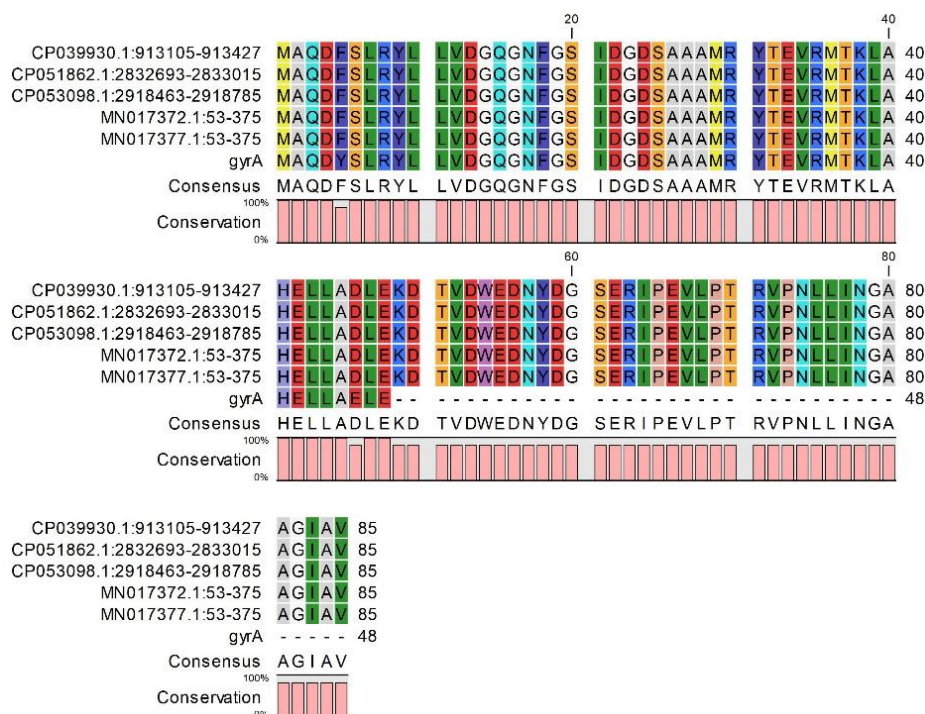 20 40
CP039930.1:913105-913427 MAQDFSLRYL LVDGQGNFGS IDGDSAAAMR YTEVRMTKLA 40
CP051862.1:2832693-2833015 MAQDFSLRYL LVDGQGNFGS IDGDSAAAMR YTEVRMTKLA 40
CP053098.1:2918463-2918785 MAQDFSLRYL LVDGQGNFGS IDGDSAAAMR YTEVRMTKLA 40
MN017372.1:53-375 MAQDFSLRYL LVDGQGNFGS IDGDSAAAMR YTEVRMTKLA 40
MN017377.1:53-375 MAQDFSLRYL LVDGQGNFGS IDGDSAAAMR YTEVRMTKLA 40
gyrA MAQDYSLRYL LVDGQGNFGS IDGDSAAAMR YTEVRMTKLA 40
Consensus MAQDFSLRYL LVDGQGNFGS IDGDSAAAMR YTEVRMTKLA
100%
Conservation
0%
60 80
CP039930.1:913105-913427 HELLADLEKD TVDWEDNYDG SERIPEVLPT RVPNLLINGA 80
CP051862.1:2832693-2833015 HELLADLEKD TVDWEDNYDG SERIPEVLPT RVPNLLINGA 80
CP053098.1:2918463-2918785 HELLADLEKD TVDWEDNYDG SERIPEVLPT RVPNLLINGA 80
MN017372.1:53-375 HELLADLEKD TVDWEDNYDG SERIPEVLPT RVPNLLINGA 80
MN017377.1:53-375 HELLADLEKD TVDWEDNYDG SERIPEVLPT RVPNLLINGA 80
gyrA HELLAELE-- ---------- ---------- ---------- 48
Consensus HELLADLEKD TVDWEDNYDG SERIPEVLPT RVPNLLINGA
100%
Conservation
0%
CP039930.1:913105-913427 AGIAV 85
CP051862.1:2832693-2833015 AGIAV 85
CP053098.1:2918463-2918785 AGIAV 85
MN017372.1:53-375 AGIAV 85
MN017377.1:53-375 AGIAV 85
gyrA ----- 48
Consensus AGIAV
100%
Conservation
0%